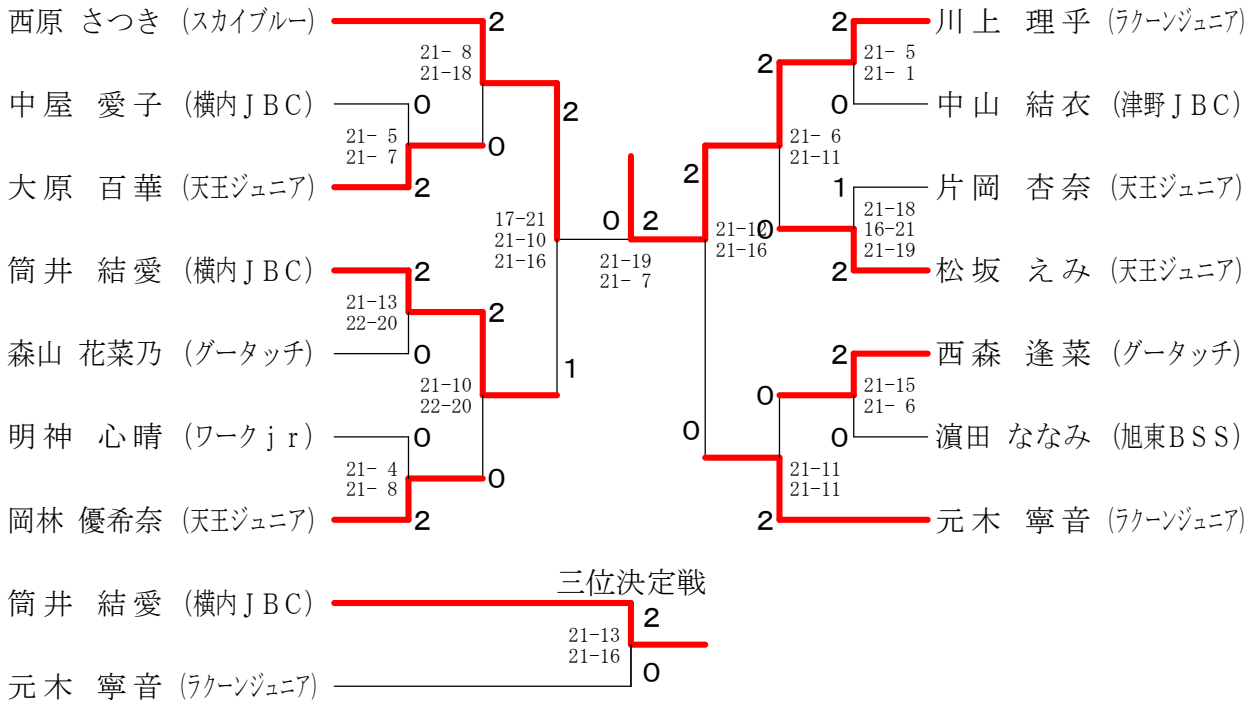 西原 さつき (スカイブルー)
2
21- 8
21-18
中屋 愛子 (横内JBC)
0
21- 5
21- 7
0
大原 百華 (天王ジュニア)
2
2
17-21
21-10
21-16
筒井 結愛 (横内JBC)
2
21-13
22-20
2
森山 花菜乃 (グータッチ)
0
21-10
22-20
1
明神 心晴 (ワークjr)
0
21- 4
21- 8
0
岡林 優希奈 (天王ジュニア)
2
0 2
21-19
21- 7
2 川上 理乎 (ラクーンジュニア)
21- 5
21- 1
2
0 中山 結衣 (津野JBC)
21- 6
21-11
2
1 片岡 杏奈 (天王ジュニア)
21-18
16-21
21-19
0
21-12
21-16
2 松坂 えみ (天王ジュニア)
2 西森 逢菜 (グータッチ)
21-15
21- 6
0
0 濵田 ななみ (旭東BSS)
0
21-11
21-11
2 元木 寧音 (ラクーンジュニア)
三位決定戦
筒井 結愛 (横内JBC)
2
21-13
21-16
0
元木 寧音 (ラクーンジュニア)